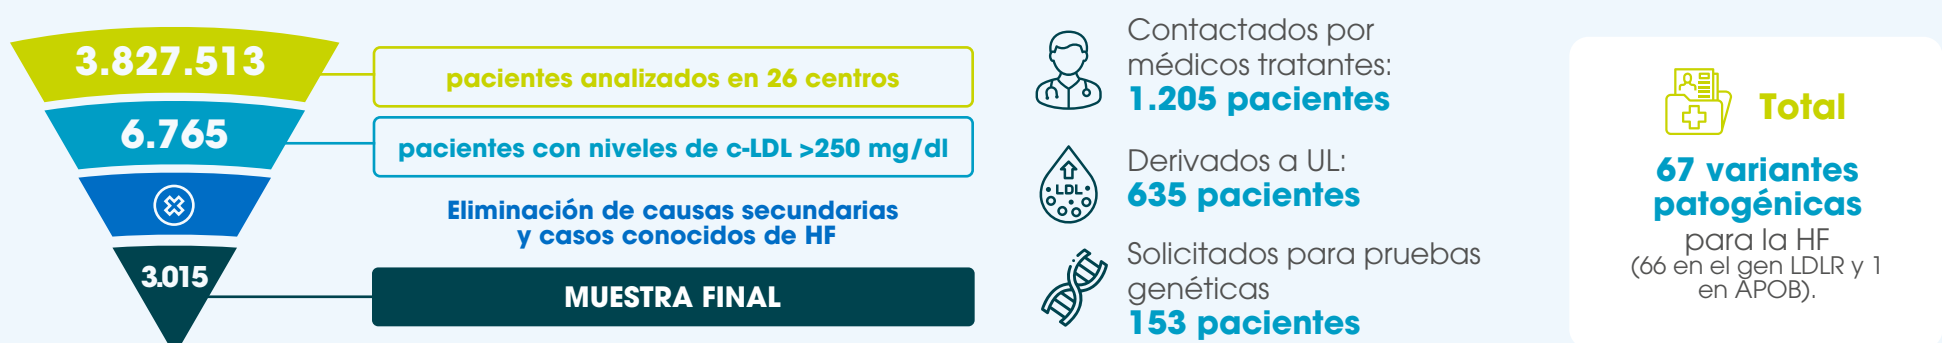 3.827.513
pacientes analizados en 26 centros
6.765
pacientes con niveles de c-LDL >250 mg/dl
Eliminación de causas secundarias
y casos conocidos de HF
3.015
MUESTRA FINAL
Contactados por
médicos tratantes:
1.205 pacientes
LDL
Derivados a UL:
635 pacientes
Solicitados para pruebas
genéticas
153 pacientes
Total
67 variantes
patogénicas
para la HF
(66 en el gen LDLR y 1
en APOB).